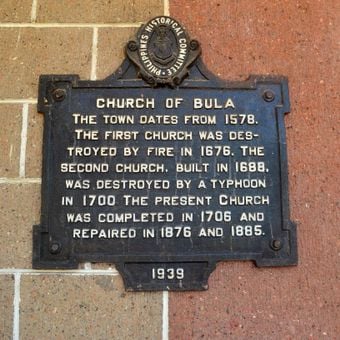 PHILIPPINES HISTORICAL COMMITTEE
CHURCH OF BULA
THE TOWN DATES FROM 1578.
THE FIRST CHURCH WAS DES-
TROYED BY FIRE IN 1676. THE
SECOND CHURCH, BUILT IN 1688,
WAS DESTROYED BY A TYPHOON
IN 1700 THE PRESENT CHURCH
WAS COMPLETED IN 1706 AND
REPAIRED IN 1876 AND 1885.
1939